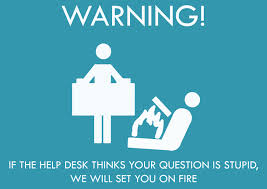 WARNING!
IF THE HELP DESK THINKS YOUR QUESTION IS STUPID,
WE WILL SET YOU ON FIRE